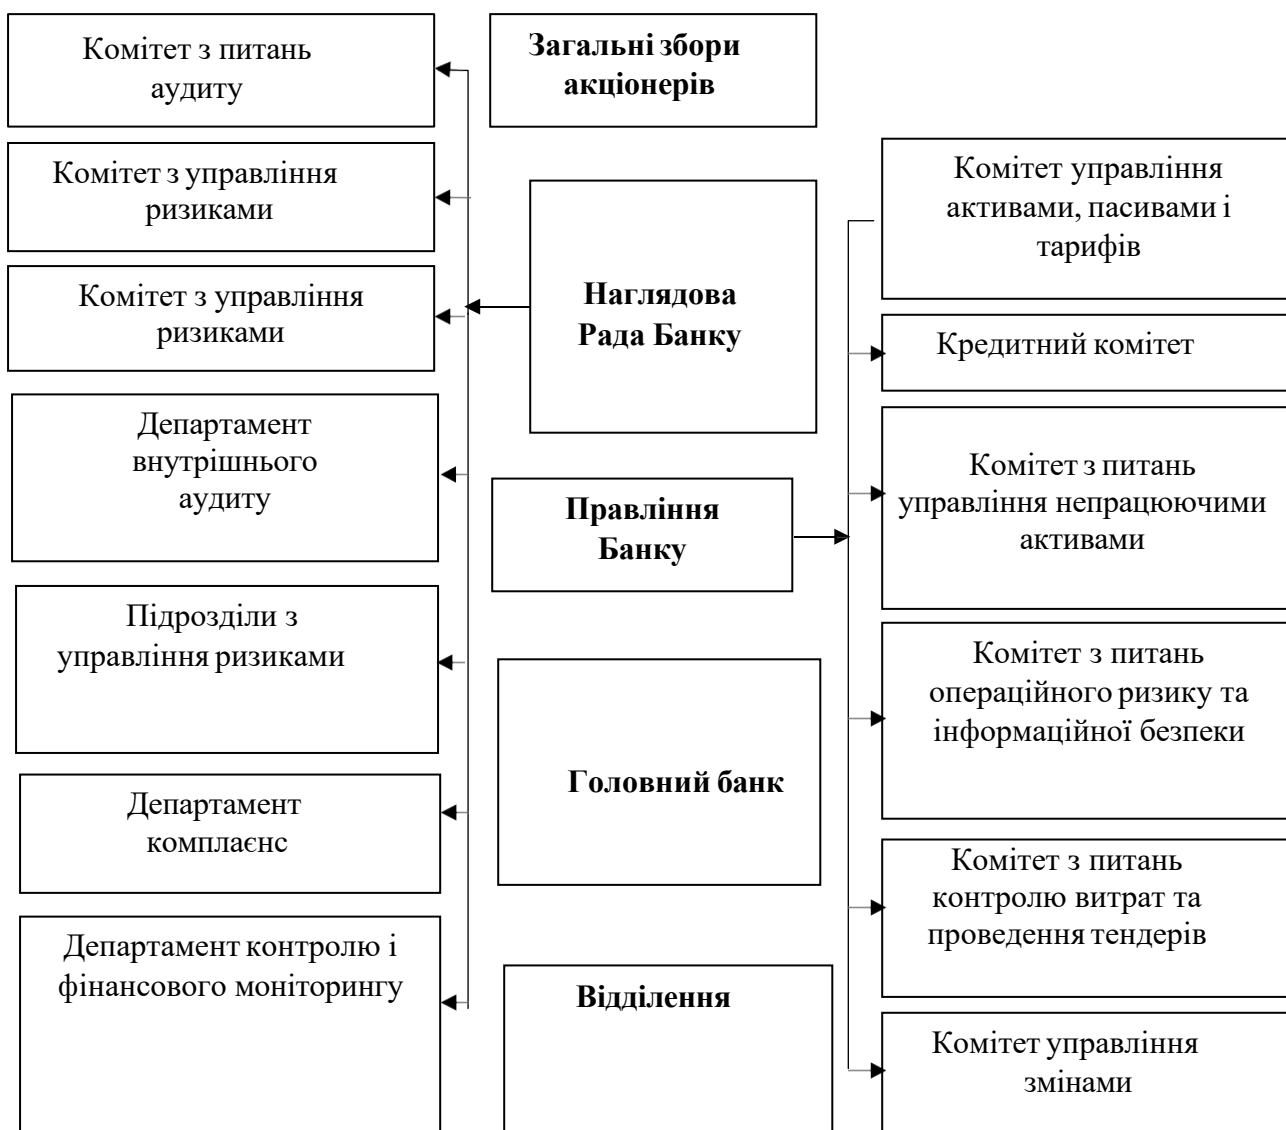 Комітет з питань
аудиту
Комітет з управління
ризиками
Комітет з управління
ризиками
Департамент
внутрішнього
аудиту
Підрозділи з
управління ризиками
Департамент
комплаєнс
Департамент контролю і
фінансового моніторингу
Загальні збори
акціонерів
Наглядова
Рада Банку
Правління
Банку
Головний банк
Відділення
Комітет управління
активами, пасивами і
тарифів
Кредитний комітет
Комітет з питань
управління непрацюючими
активами
Комітет з питань
операційного ризику та
інформаційної безпеки
Комітет з питань
контролю витрат та
проведення тендерів
Комітет управління
змінами